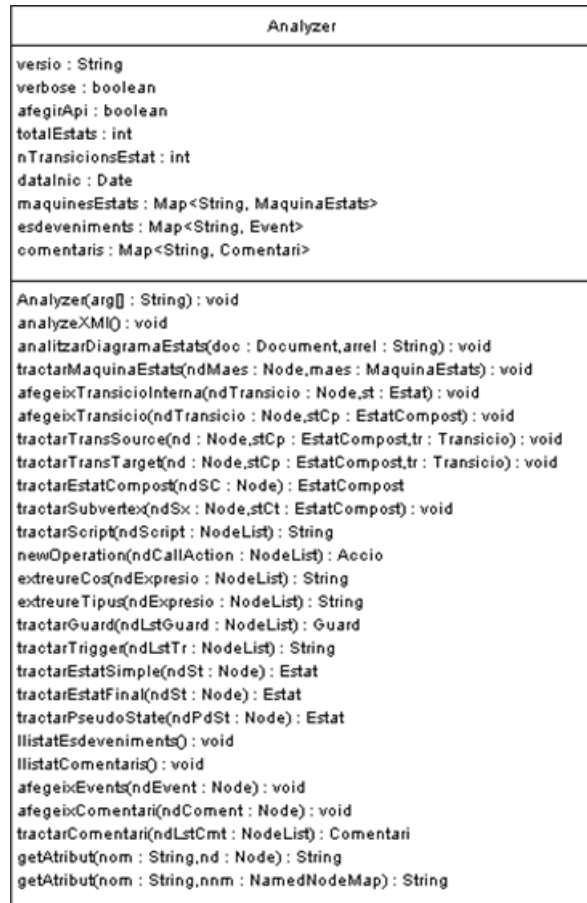 Analyzer
versio : String
verbose : boolean
afegirApi : boolean
totalEstats : int
nTransicionsEstat : int
dataInic : Date
maquinesEstats : Map<String, MaquinaEstats>
esdeveniments : Map<String, Event>
comentaris : Map<String, Comentari>
Analyzer(arg[] : String) : void
analyzeXMI() : void
analitzarDiagramaEstats(doc : Document,arrel : String) : void
tractarMaquinaEstats(ndMaes : Node,maes : MaquinaEstats) : void
afegeixTransicioInterna(ndTransicio : Node,st : Estat) : void
afegeixTransicio(ndTransicio : Node,stCp : EstatCompost) : void
tractarTransSource(nd : Node,stCp : EstatCompost,tr : Transicio) : void
tractarTransTarget(nd : Node,stCp : EstatCompost,tr : Transicio) : void
tractarEstatCompost(ndSC : Node) : EstatCompost
tractarSubvertex(ndSx : Node,stCt : EstatCompost) : void
tractarScript(ndScript : NodeList) : String
newOperation(ndCallAction : NodeList) : Accio
extreureCos(ndExpresio : NodeList) : String
extreureTipus(ndExpresio : NodeList) : String
tractarGuard(ndLstGuard : NodeList) : Guard
tractarTrigger(ndLstTr : NodeList) : String
tractarEstatSimple(ndSt : Node) : Estat
tractarEstatFinal(ndSt : Node) : Estat
tractarPseudoState(ndPdSt : Node) : Estat
llistatEsdeveniments() : void
llistatComentaris() : void
afegeixEvents(ndEvent : Node) : void
afegeixComentari(ndComent : Node) : void
tractarComentari(ndLstCmt : NodeList) : Comentari
getAtribut(nom : String,nd : Node) : String
getAtribut(nom : String,nnm : NamedNodeMap) : String